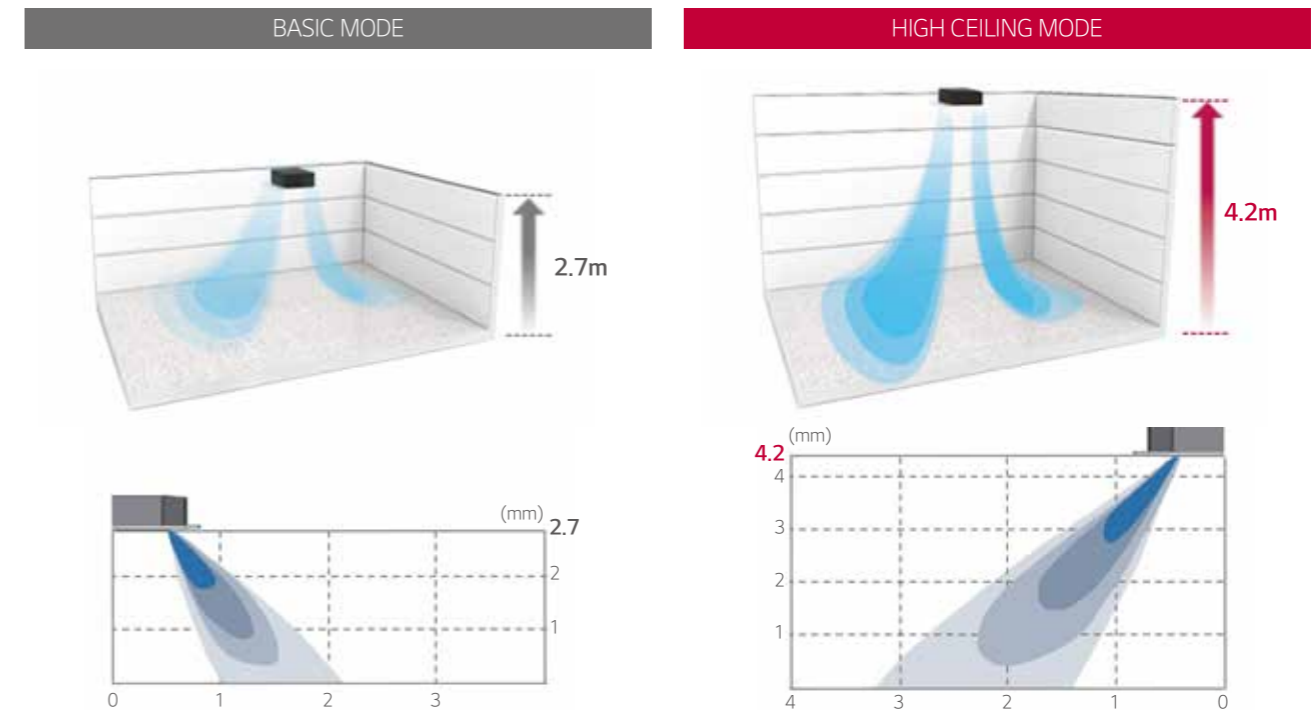 BASIC MODE
HIGH CEILING MODE
2.7m
4.2m
(mm)
2.7
2
1
0 1 2 3
(mm)
4.2
4
3
2
1
4 3 2 1 0